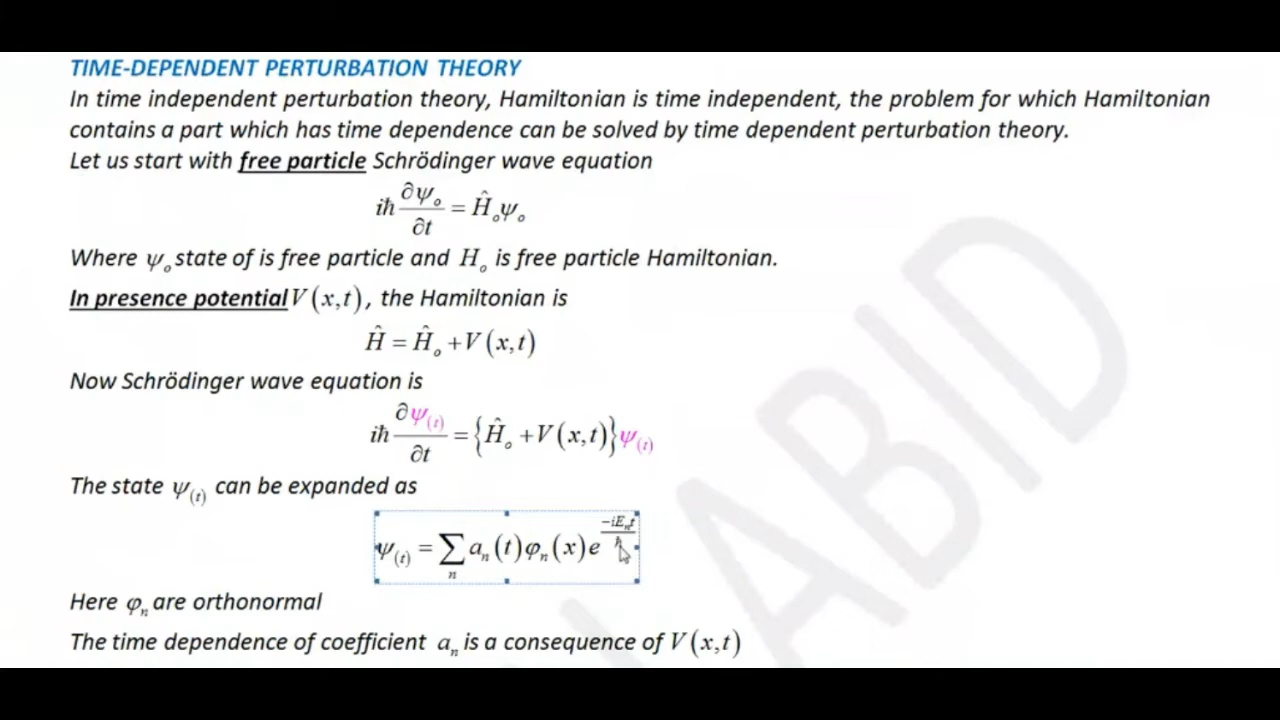 TIME-DEPENDENT PERTURBATION THEORY
In time independent perturbation theory, Hamiltonian is time independent, the problem for which Hamiltonian
contains a part which has time dependence can be solved by time dependent perturbation theory.
Let us start with free particle Schrödinger wave equation
iħ ∂ψₒ/∂t = Ĥₒψₒ
Where ψₒ state of is free particle and Hₒ is free particle Hamiltonian.
In presence potential V(x,t), the Hamiltonian is
Ĥ = Ĥₒ + V(x,t)
Now Schrödinger wave equation is
iħ ∂ψ₍ₜ₎/∂t = {Ĥₒ + V(x,t)}ψ₍ₜ₎
The state ψ₍ₜ₎ can be expanded as
ψ₍ₜ₎ = ∑ₙ aₙ(t)φₙ(x)e^(-iEₙt/ħ)
Here φₙ are orthonormal
The time dependence of coefficient aₙ is a consequence of V(x,t)
ABID